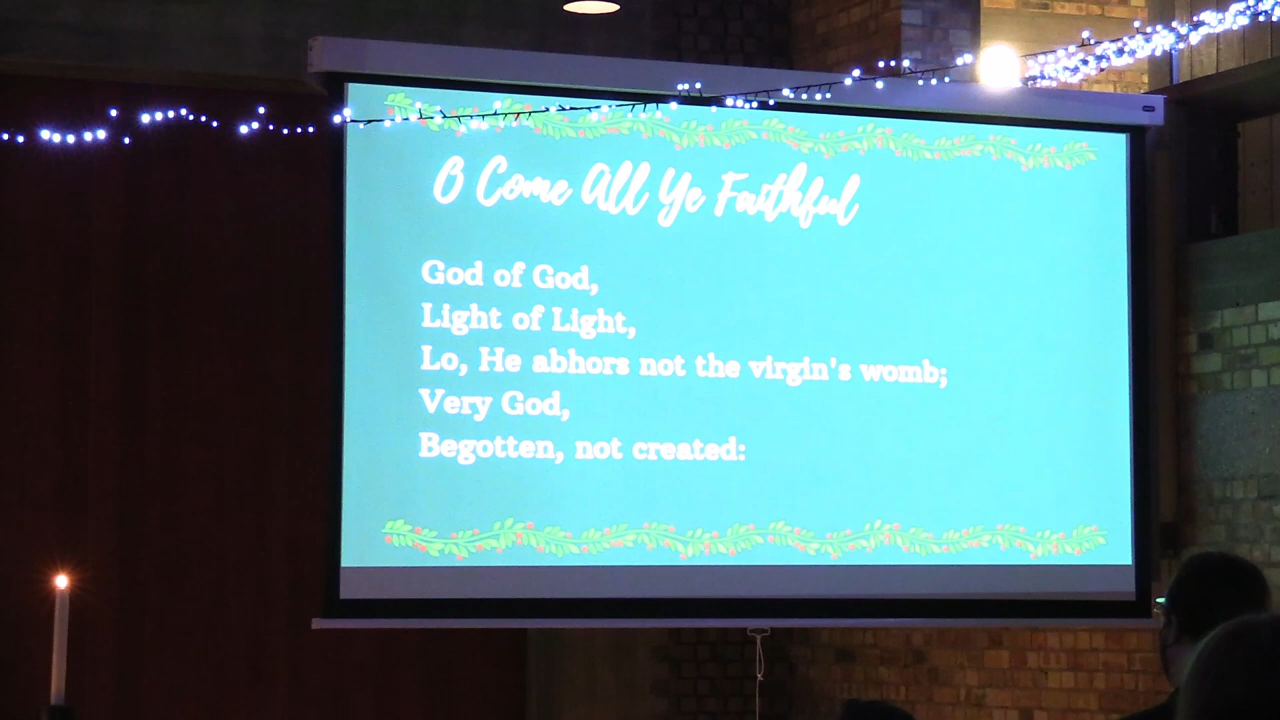 O Come All Ye Faithful
God of God,
Light of Light,
Lo, He abhors not the virgin's womb;
Very God,
Begotten, not created: